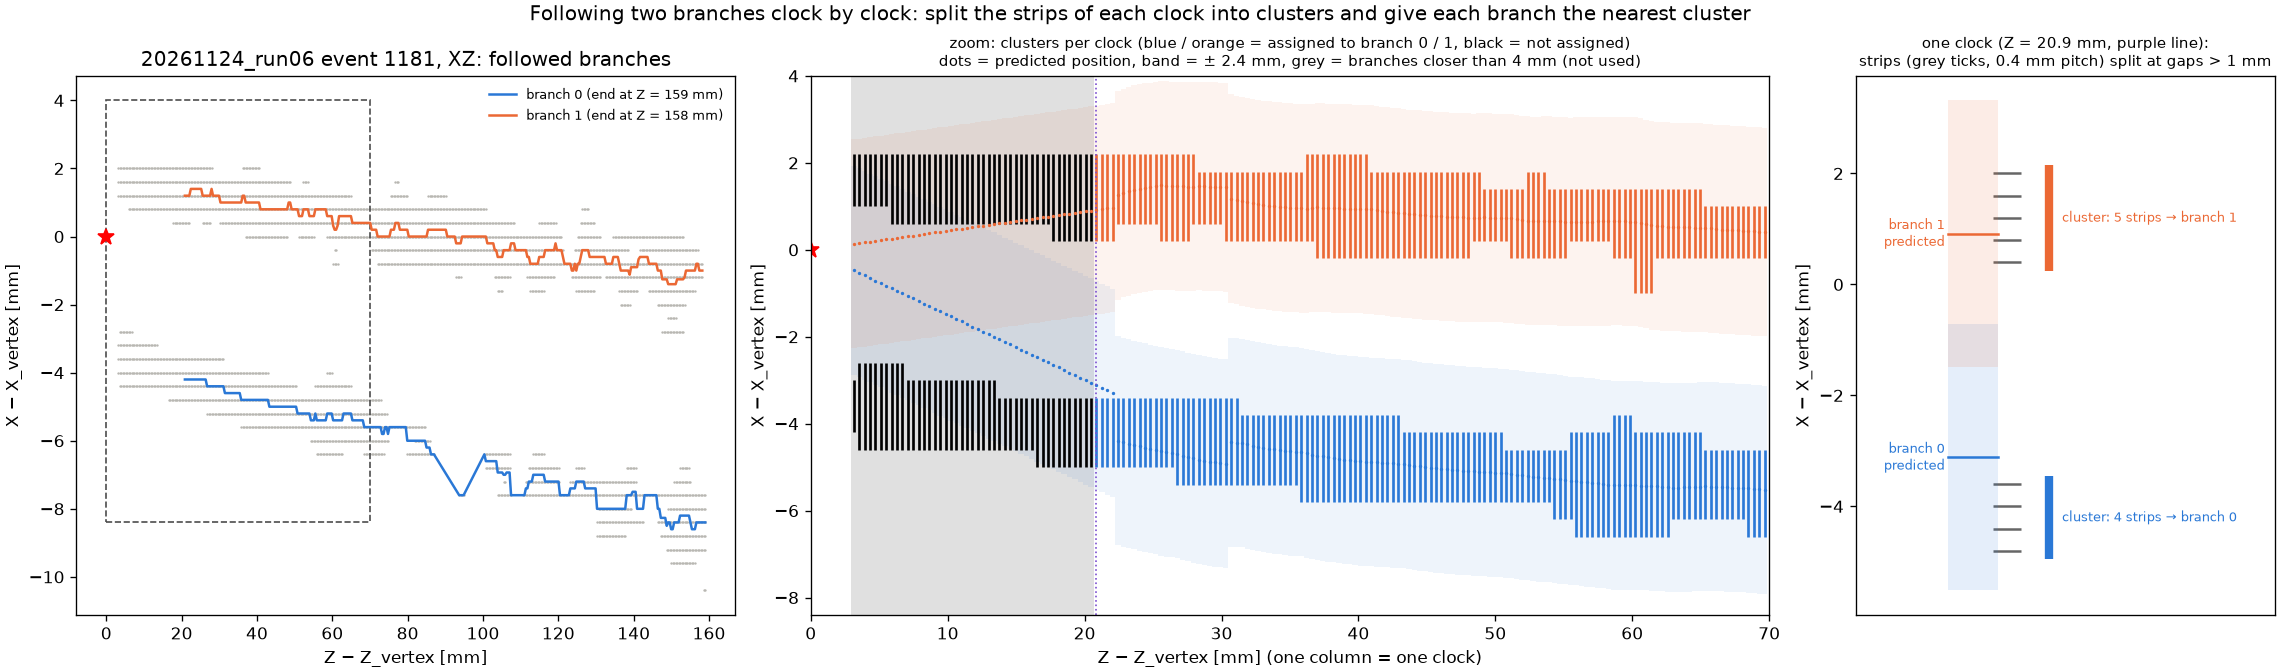 Following two branches clock by clock: split the strips of each clock into clusters and give each branch the nearest cluster
20261124_run06 event 1181, XZ: followed branches
branch 0 (end at Z = 159 mm)
branch 1 (end at Z = 158 mm)
4
2
0
−2
−4
−6
−8
−10
X − X_vertex [mm]
0 20 40 60 80 100 120 140 160
Z − Z_vertex [mm]
zoom: clusters per clock (blue / orange = assigned to branch 0 / 1, black = not assigned)
dots = predicted position, band = ± 2.4 mm, grey = branches closer than 4 mm (not used)
4
2
0
−2
−4
−6
−8
X − X_vertex [mm]
0 10 20 30 40 50 60 70
Z − Z_vertex [mm] (one column = one clock)
one clock (Z = 20.9 mm, purple line):
strips (grey ticks, 0.4 mm pitch) split at gaps > 1 mm
2
0
−2
−4
X − X_vertex [mm]
branch 1
predicted
cluster: 5 strips → branch 1
branch 0
predicted
cluster: 4 strips → branch 0